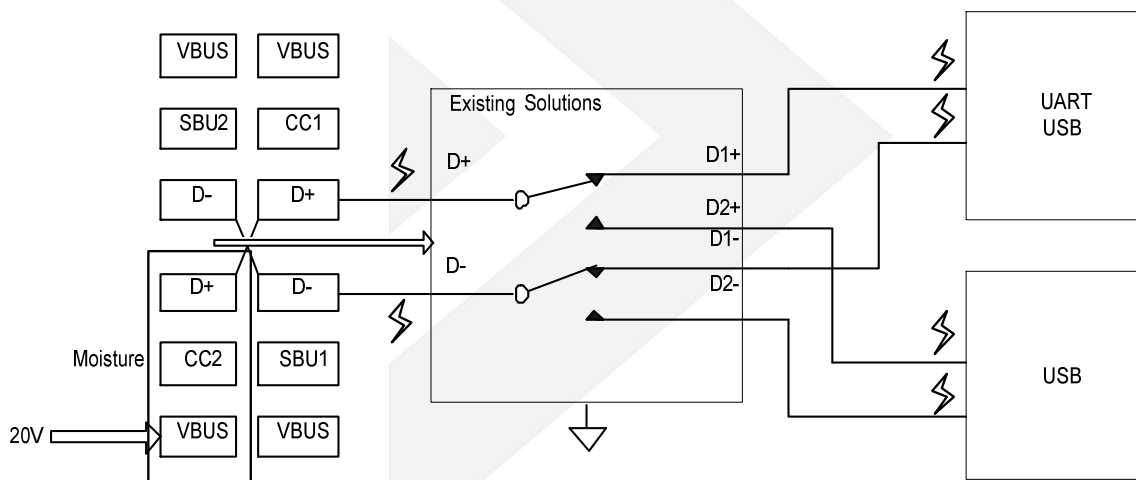 VBUS VBUS
SBU2 CC1
D- D+
D+ D-
Moisture CC2 SBU1
20V VBUS VBUS
Existing Solutions
D+
D-
D1+
D2+
D1-
D2-
UART
USB
USB